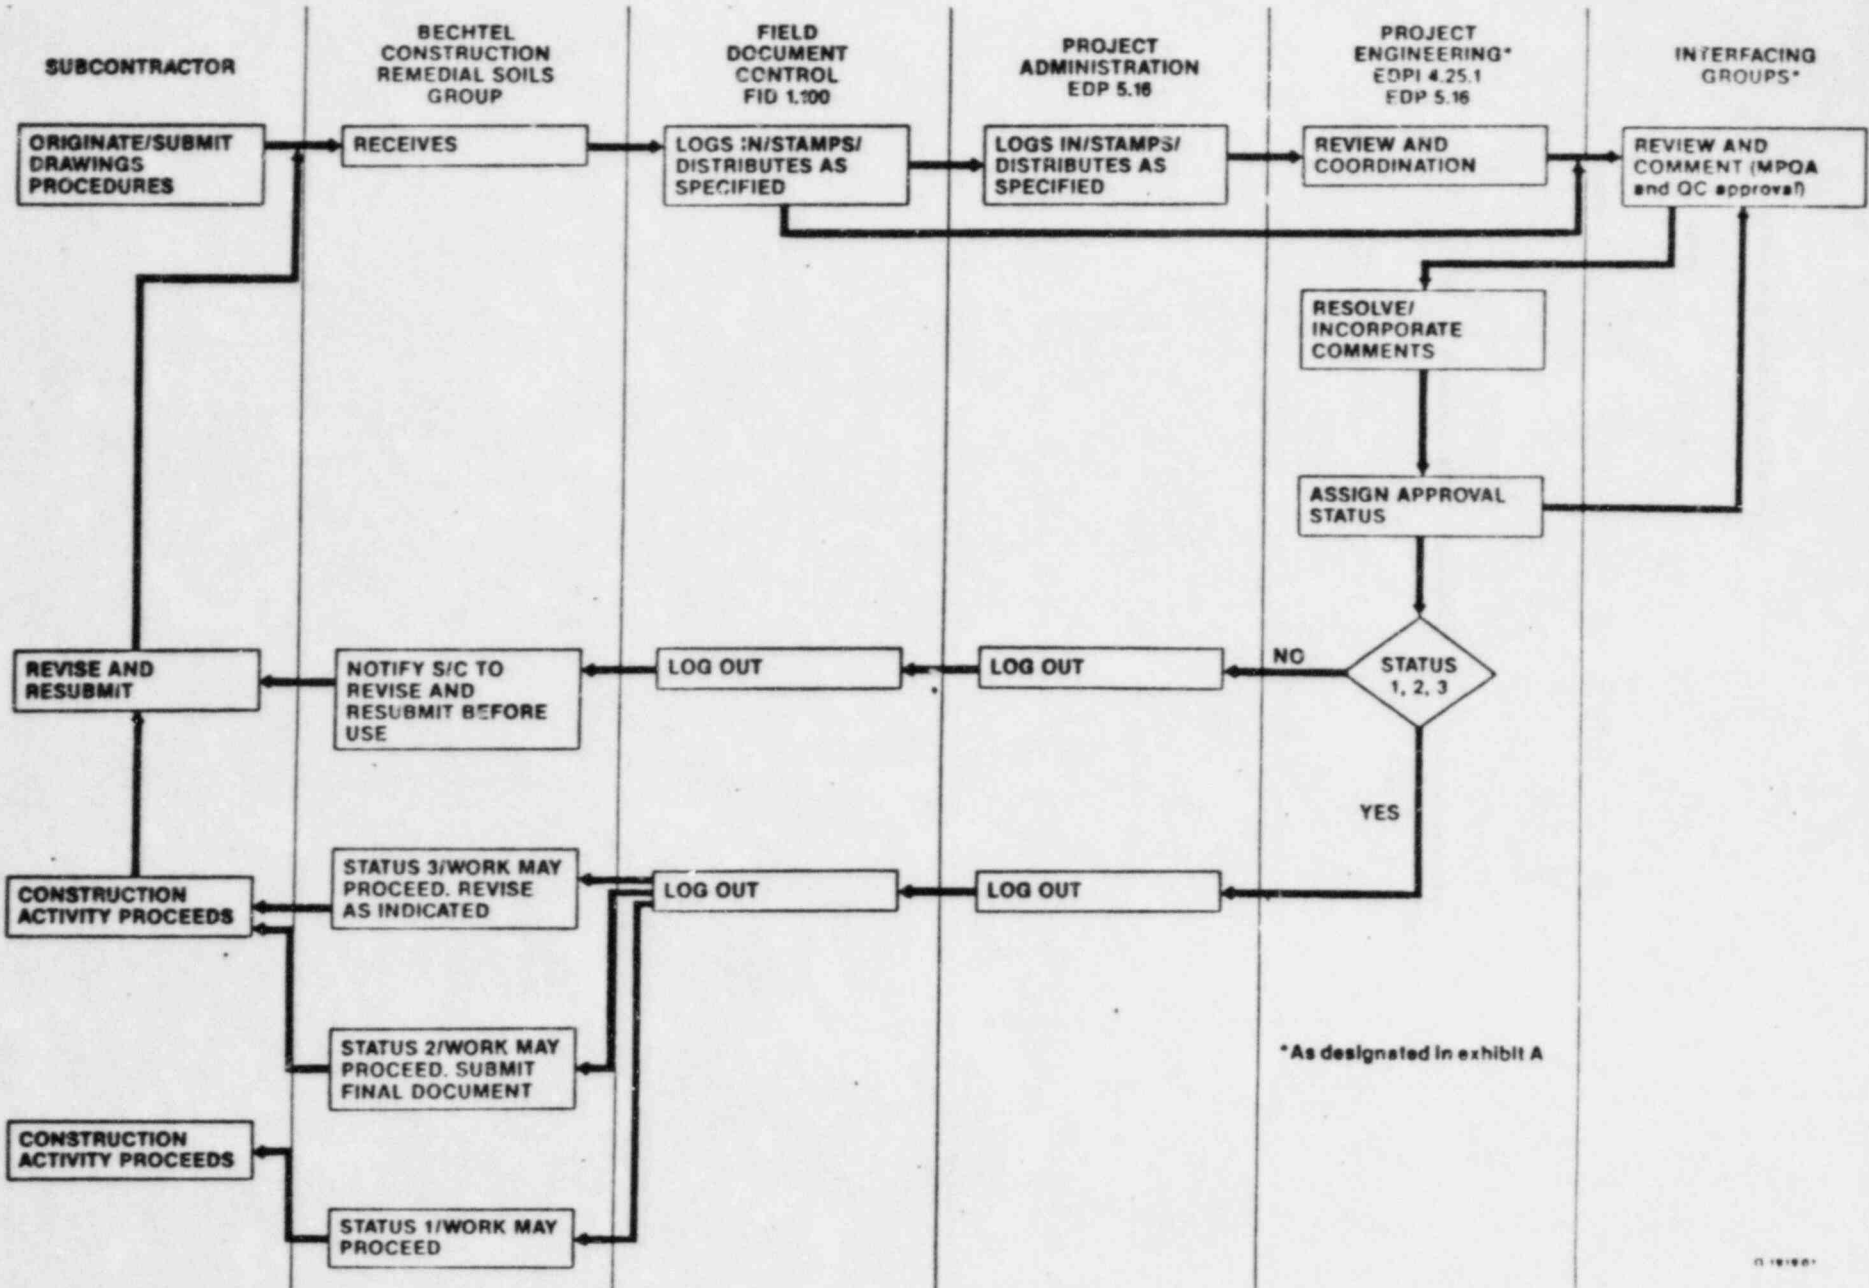 SUBCONTRACTOR
BECHTEL
CONSTRUCTION
REMEDIAL SOILS
GROUP
FIELD
DOCUMENT
CONTROL
FID 1.100
PROJECT
ADMINISTRATION
EDP 5.16
PROJECT
ENGINEERING*
EDPI 4.25.1
EDP 5.16
INTERFACING
GROUPS*
ORIGINATE/SUBMIT
DRAWINGS
PROCEDURES
RECEIVES
LOGS IN/STAMPS/
DISTRIBUTES AS
SPECIFIED
LOGS IN/STAMPS/
DISTRIBUTES AS
SPECIFIED
REVIEW AND
COORDINATION
REVIEW AND
COMMENT (MPQA
and QC approval)
RESOLVE/
INCORPORATE
COMMENTS
ASSIGN APPROVAL
STATUS
REVISE AND
RESUBMIT
NOTIFY S/C TO
REVISE AND
RESUBMIT BEFORE
USE
LOG OUT
LOG OUT
NO
STATUS
1, 2, 3
YES
CONSTRUCTION
ACTIVITY PROCEEDS
STATUS 3/WORK MAY
PROCEED. REVISE
AS INDICATED
LOG OUT
LOG OUT
STATUS 2/WORK MAY
PROCEED. SUBMIT
FINAL DOCUMENT
*As designated in exhibit A
CONSTRUCTION
ACTIVITY PROCEEDS
STATUS 1/WORK MAY
PROCEED